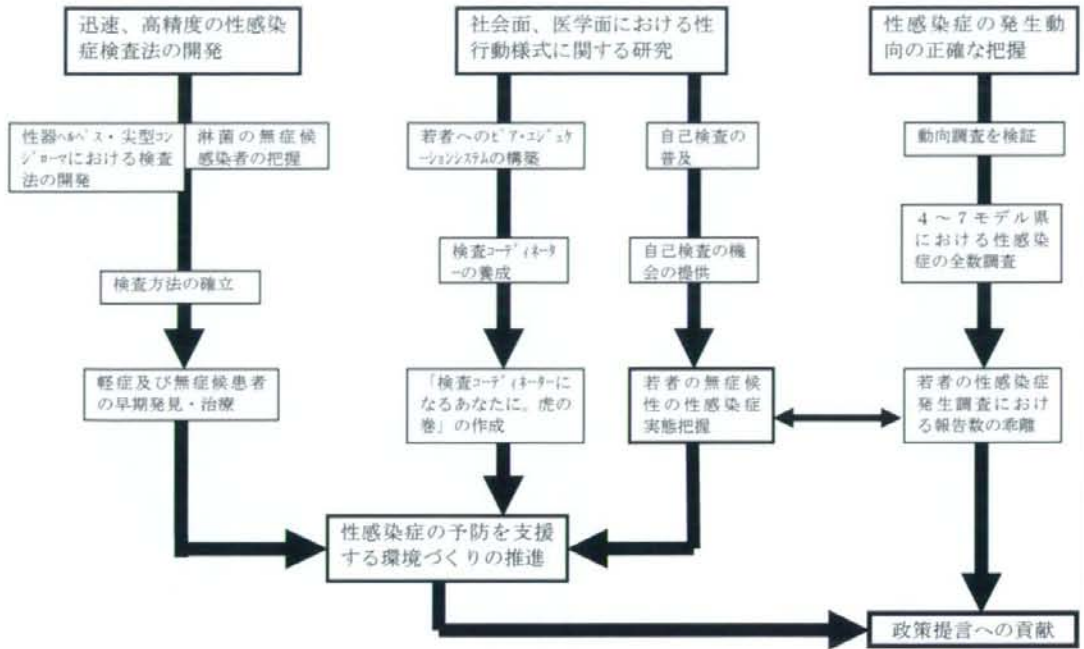 迅速、高精度の性感染
症検査法の開発
社会面、医学面における性
行動様式に関する研究
性感染症の発生動
向の正確な把握
性器ﾍﾙﾍﾟｽ・尖型ｺﾝ
ｼﾞﾛｰﾏにおける検査
法の開発
淋菌の無症候
感染者の把握
若者へのﾋﾟｱ・ｴｼﾞｭｹ
ｰｼｮﾝｼｽﾃﾑの構築
自己検査の
普及
動向調査を検証
検査方法の確立
検査ｺｰﾃﾞｨﾈｰﾀ
ｰの養成
自己検査の機
会の提供
4～7モデル県
における性感染
症の全数調査
軽症及び無症候患者
の早期発見・治療
「検査ｺｰﾃﾞｨﾈｰﾀｰに
なるあなたに。虎の
巻」の作成
若者の無症候
性の性感染症
実態把握
若者の性感染症
発生調査におけ
る報告数の乖離
性感染症の予防を支援
する環境づくりの推進
政策提言への貢献